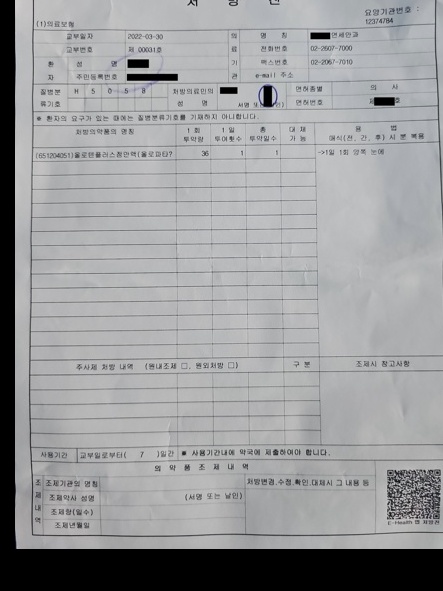 처 방 전
(1)의료보험
요양기관번호
12374784
교부일자 2022-03-30 의 명 칭 연세안과
교부번호 제 00031호 료 전화번호 02-2607-7000
환 성 명 기 팩스번호 02-2067-7010
자 주민등록번호 관 e-mail 주소
질병분 H 5 0 5 8 처방의료인의 면허종별 의 사
류기호 성 명 서명 또는 날인) 면허번호 제 호
※ 환자의 요구가 있는 때에는 질병분류기호를 기재하지 아니합니다.
처방의약품의 명칭 1 회 투약량 1 일 투여횟수 총 투약일수 대 체 가 능 용 법
매식(전, 간, 후) 시 분 복용
(651204051)올로텐플러스점안액(올로파타? 36 1 1 ->1일 1회 양쪽 눈에
주사제 처방 내역 (원내조제 □, 원외처방 □) 구 분 조제시 참고사항
사용기간 교부일로부터( 7 )일간 ※ 사용기간내에 약국에 제출하여야 합니다.
의 약 품 조 제 내 역
조 제 내 역
조제기관의 명칭 처방변경,수정,확인,대체시 그 내용 등
조제약사 성명 (서명 또는 날인)
조제량(일수)
조제년월일
E-Health 앱 처방전